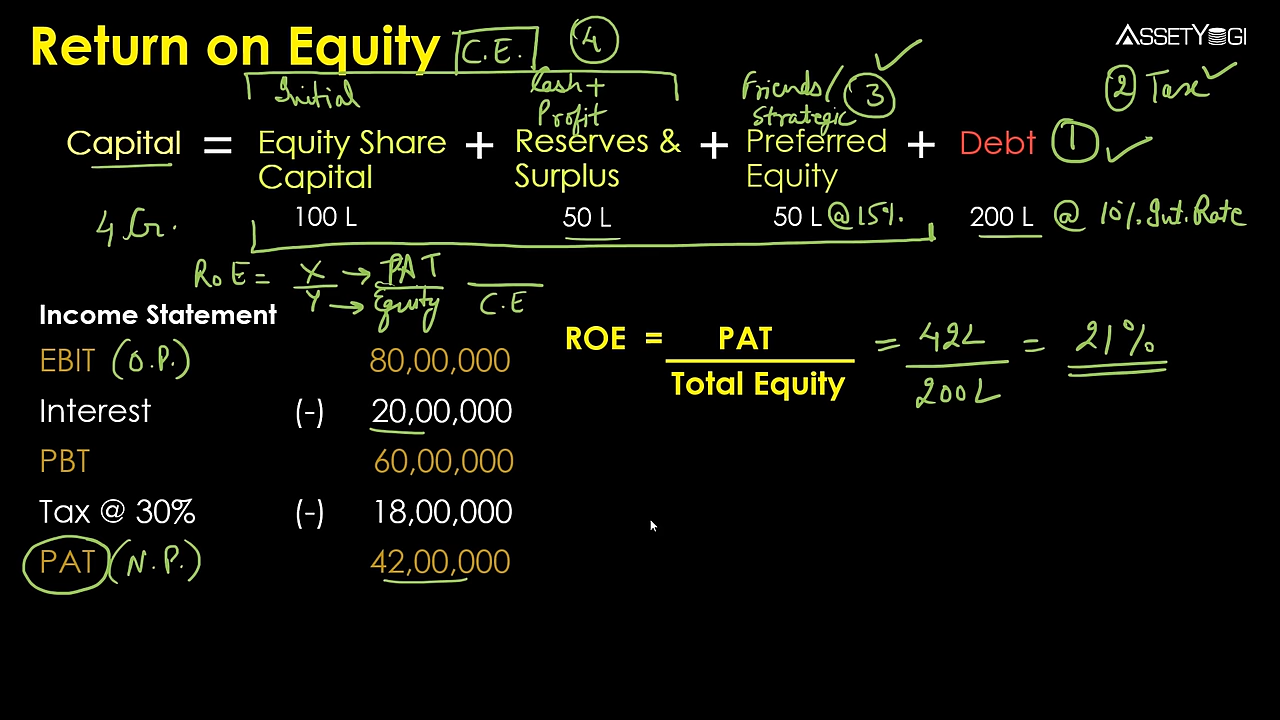 Return on Equity C.E. 4
ASSETYOGI
Initial Cash + Profit Friends/ Strategic 3 2 Tax
Capital = Equity Share Capital + Reserves & Surplus + Preferred Equity + Debt 1
4 Cr. 100 L 50 L 50 L @ 15% 200 L @ 10% Int. Rate
RoE = X/Y → PAT/Equity C.E
Income Statement
EBIT (O.P.) 80,00,000
Interest (-) 20,00,000
PBT 60,00,000
Tax @ 30% (-) 18,00,000
PAT (N.P.) 42,00,000
ROE = PAT = 42L = 21%
Total Equity 200L